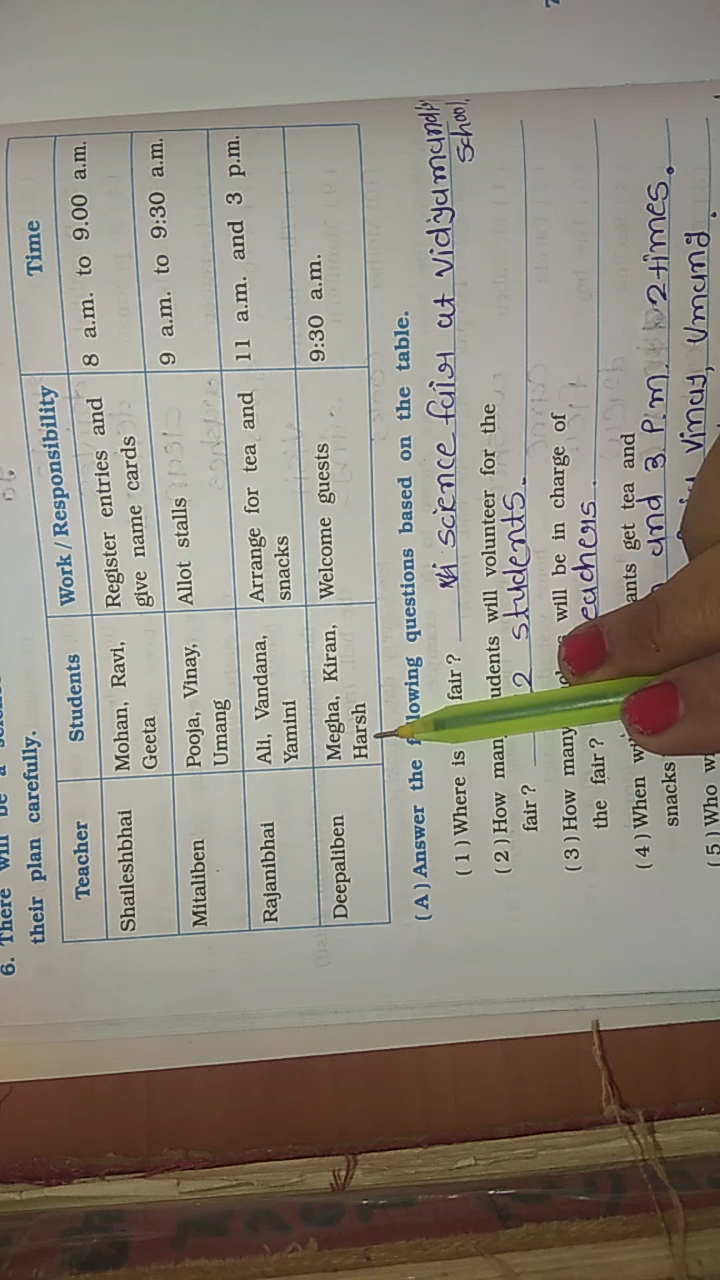 6. There will be a
their plan carefully.
Teacher Students Work / Responsibility Time
Shaileshbhai Mohan, Ravi, Geeta Register entries and give name cards 8 a.m. to 9.00 a.m.
Mitaliben Pooja, Vinay, Umang Allot stalls 9 a.m. to 9:30 a.m.
Rajanibhai Ali, Vandana, Yamini Arrange for tea and snacks 11 a.m. and 3 p.m.
Deepaliben Megha, Kiran, Harsh Welcome guests 9:30 a.m.
(A) Answer the following questions based on the table.
(1) Where is fair? science fair at vidyamandir
school,
(2) How many udents will volunteer for the
fair? 2 students.
(3) How many will be in charge of
the fair? eachers.
(4) When ants get tea and
snacks and 3 P.m. 2 times.
(5) Who vinay, Umang